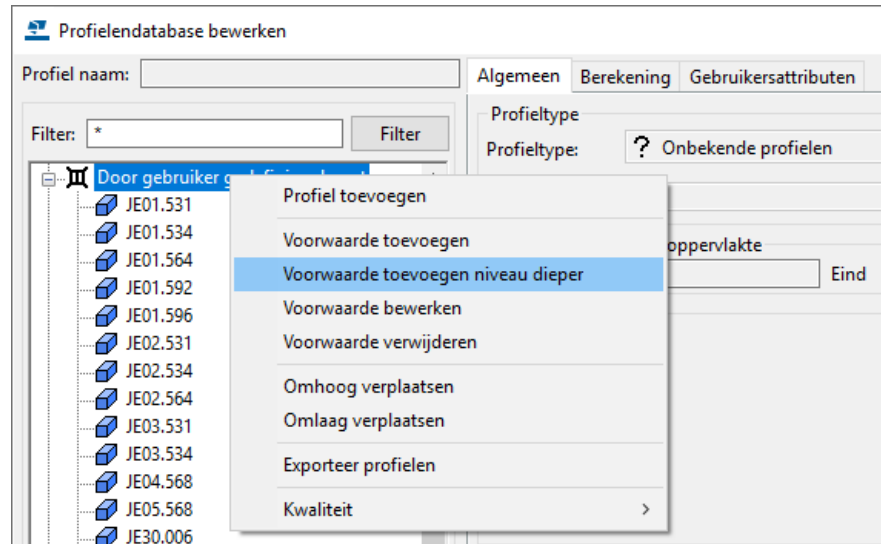 Profielendatabase bewerken
Profiel naam:
Algemeen Berekening Gebruikersattributen
Filter: * Filter
Profieltype
Profieltype: ? Onbekende profielen
Door gebruiker
JE01.531
JE01.534
JE01.564
JE01.592
JE01.596
JE02.531
JE02.534
JE02.564
JE03.531
JE03.534
JE04.568
JE05.568
JE30.006
Profiel toevoegen
Voorwaarde toevoegen
Voorwaarde toevoegen niveau dieper
Voorwaarde bewerken
Voorwaarde verwijderen
Omhoog verplaatsen
Omlaag verplaatsen
Exporteer profielen
Kwaliteit >
oppervlakte
Eind